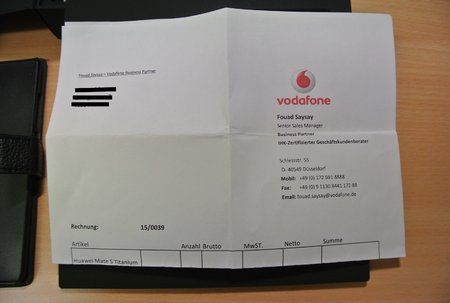 Fouad Saysay – Vodafone Business Partner
vodafone
Fouad Saysay
Senior Sales Manager
Business Partner
IHK-Zertifizierter Geschäftskundenberater
Schiessstr. 55
D- 40549 Düsseldorf
Mobil: +49 (0) 172 691 8888
Fax: +49 (0) 9 1130 8441 172 88
Email: fouad.saysay@vodafone.de
Rechnung: 15/0039
Artikel Anzahl Brutto MwST. Netto Summe
Huawei Mate S Titanium